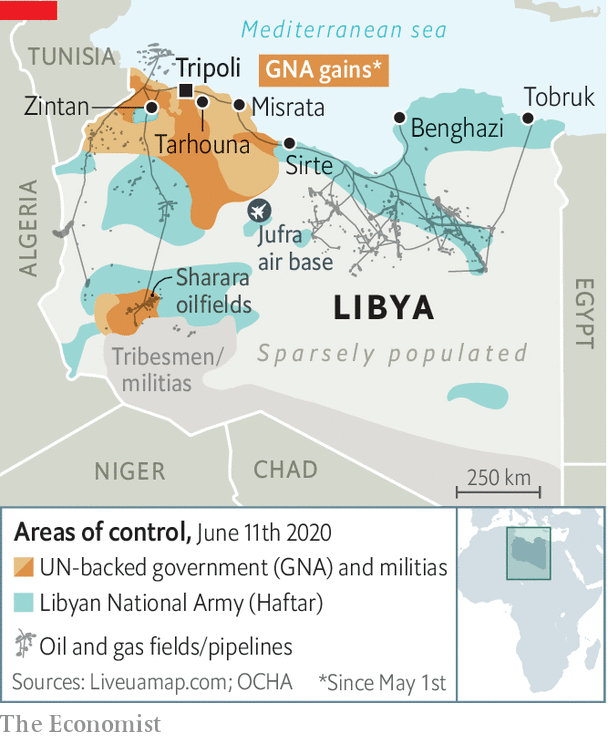 Mediterranean sea
TUNISIA
Tripoli
GNA gains*
Zintan
Misrata
Tobruk
Benghazi
Tarhouna
Sirte
ALGERIA
Jufra
air base
Sharara
oilfields
LIBYA
EGYPT
Sparsely populated
Tribesmen/
militias
NIGER
CHAD
250 km
Areas of control, June 11th 2020
UN-backed government (GNA) and militias
Libyan National Army (Haftar)
Oil and gas fields/pipelines
Sources: Liveuamap.com; OCHA *Since May 1st
The Economist